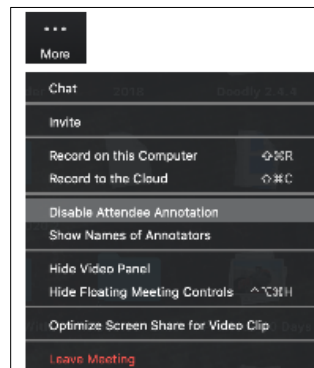 More
Chat
Invite
Record on this Computer ⇧⌘R
Record to the Cloud ⇧⌘C
Disable Attendee Annotation
Show Names of Annotators
Hide Video Panel
Hide Floating Meeting Controls ^⌥⌘H
Optimize Screen Share for Video Clip
Leave Meeting